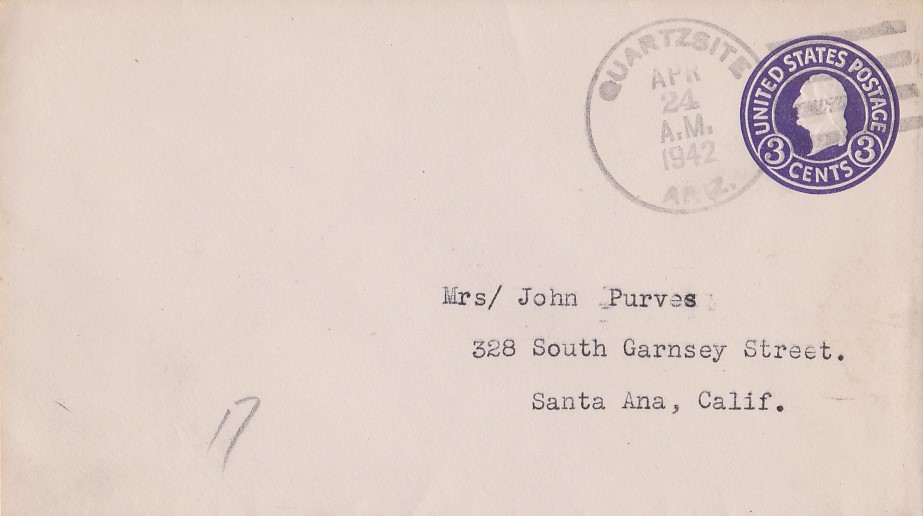 QUARTZSITE
APR
24
A.M.
1942
ARIZ.
UNITED STATES POSTAGE
3 CENTS 3
Mrs/ John Purves
328 South Garnsey Street.
Santa Ana, Calif.
17